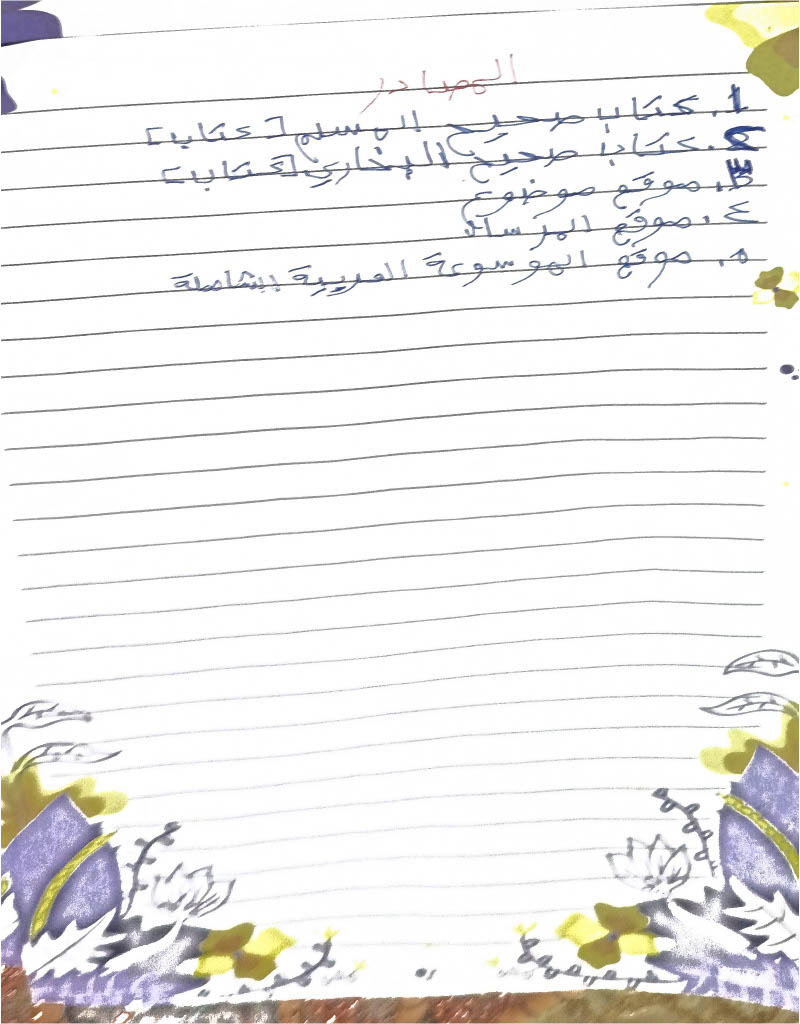 المصادر
1. كتاب صحيح المسلم [كتاب]
2. كتاب صحيح البخاري [كتاب]
٣. موقع موضوع
٤. موقع المرسال
٥. موقع الموسوعة العربية الشاملة